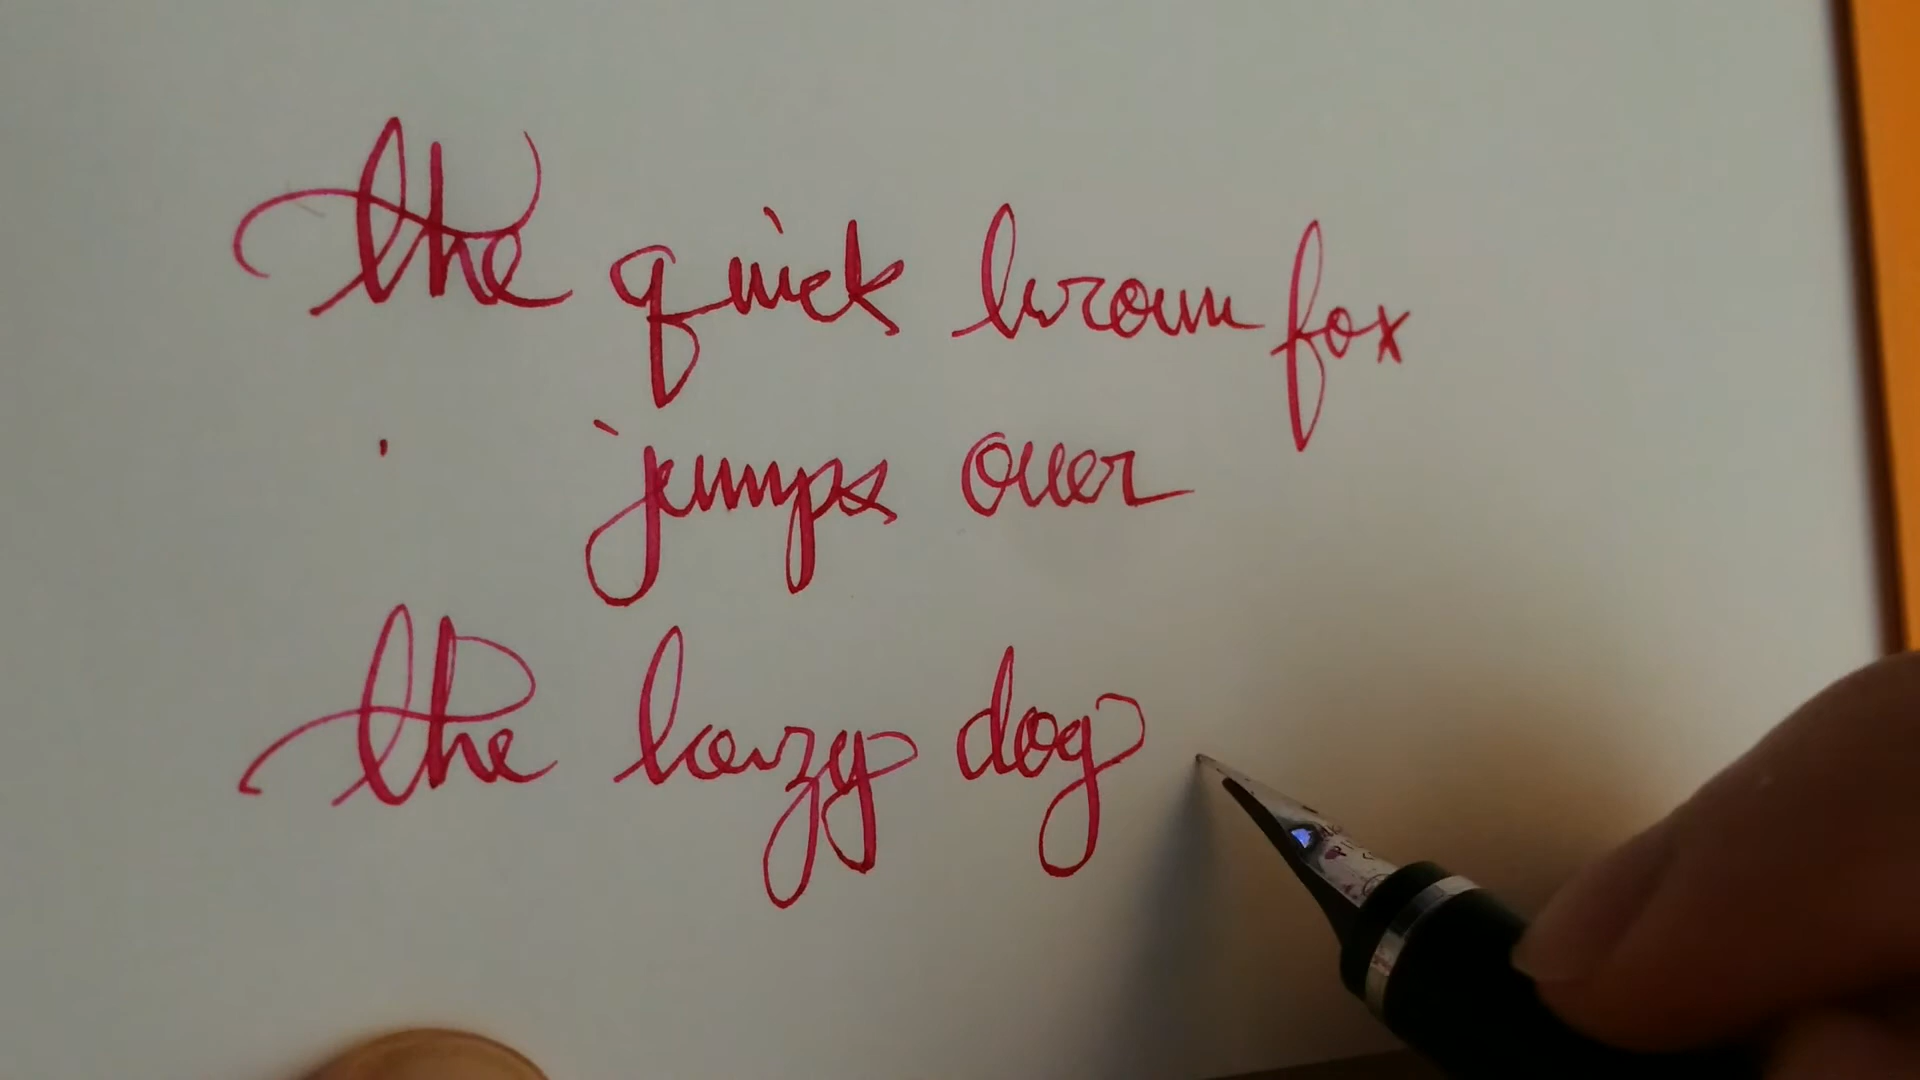 the quick brown fox
jumps over
the lazy dog